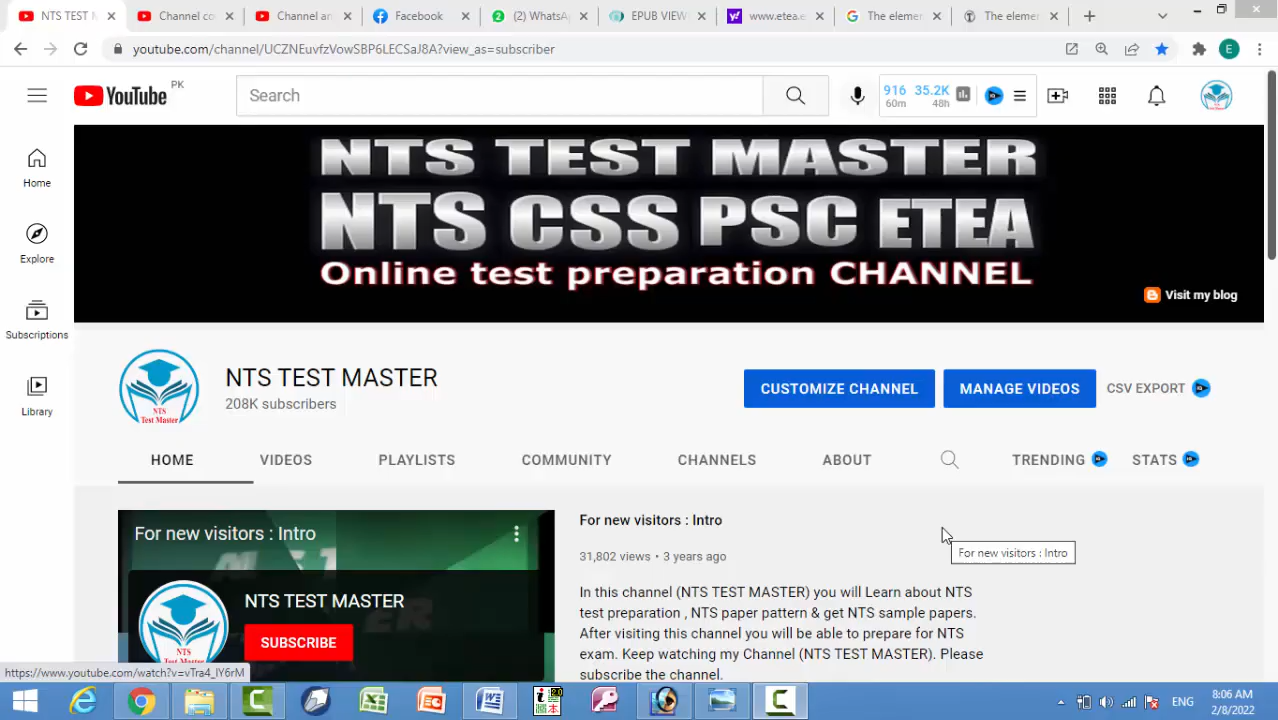 NTS TEST M
Channel co
Channel an
Facebook
(2) WhatsA
EPUB VIEW
www.etea.e
The elemen
The elemen
youtube.com/channel/UCZNEuvfzVowSBP6LECSaJ8A?view_as=subscriber
E
YouTube PK
Search
916 35.2K
60m 48h
NTS TEST MASTER
NTS CSS PSC ETEA
Online test preparation CHANNEL
Visit my blog
Home
Explore
Subscriptions
Library
NTS
Test Master
NTS TEST MASTER
208K subscribers
CUSTOMIZE CHANNEL
MANAGE VIDEOS
CSV EXPORT
HOME VIDEOS PLAYLISTS COMMUNITY CHANNELS ABOUT TRENDING STATS
For new visitors : Intro
NTS TEST MASTER
SUBSCRIBE
NTS
Test Master
For new visitors : Intro
31,802 views • 3 years ago
For new visitors : Intro
In this channel (NTS TEST MASTER) you will Learn about NTS
test preparation , NTS paper pattern & get NTS sample papers.
After visiting this channel you will be able to prepare for NTS
exam. Keep watching my Channel (NTS TEST MASTER). Please
subscribe the channel.
https://www.youtube.com/watch?v=vTra4_lY6rM
ENG
8:06 AM
2/8/2022